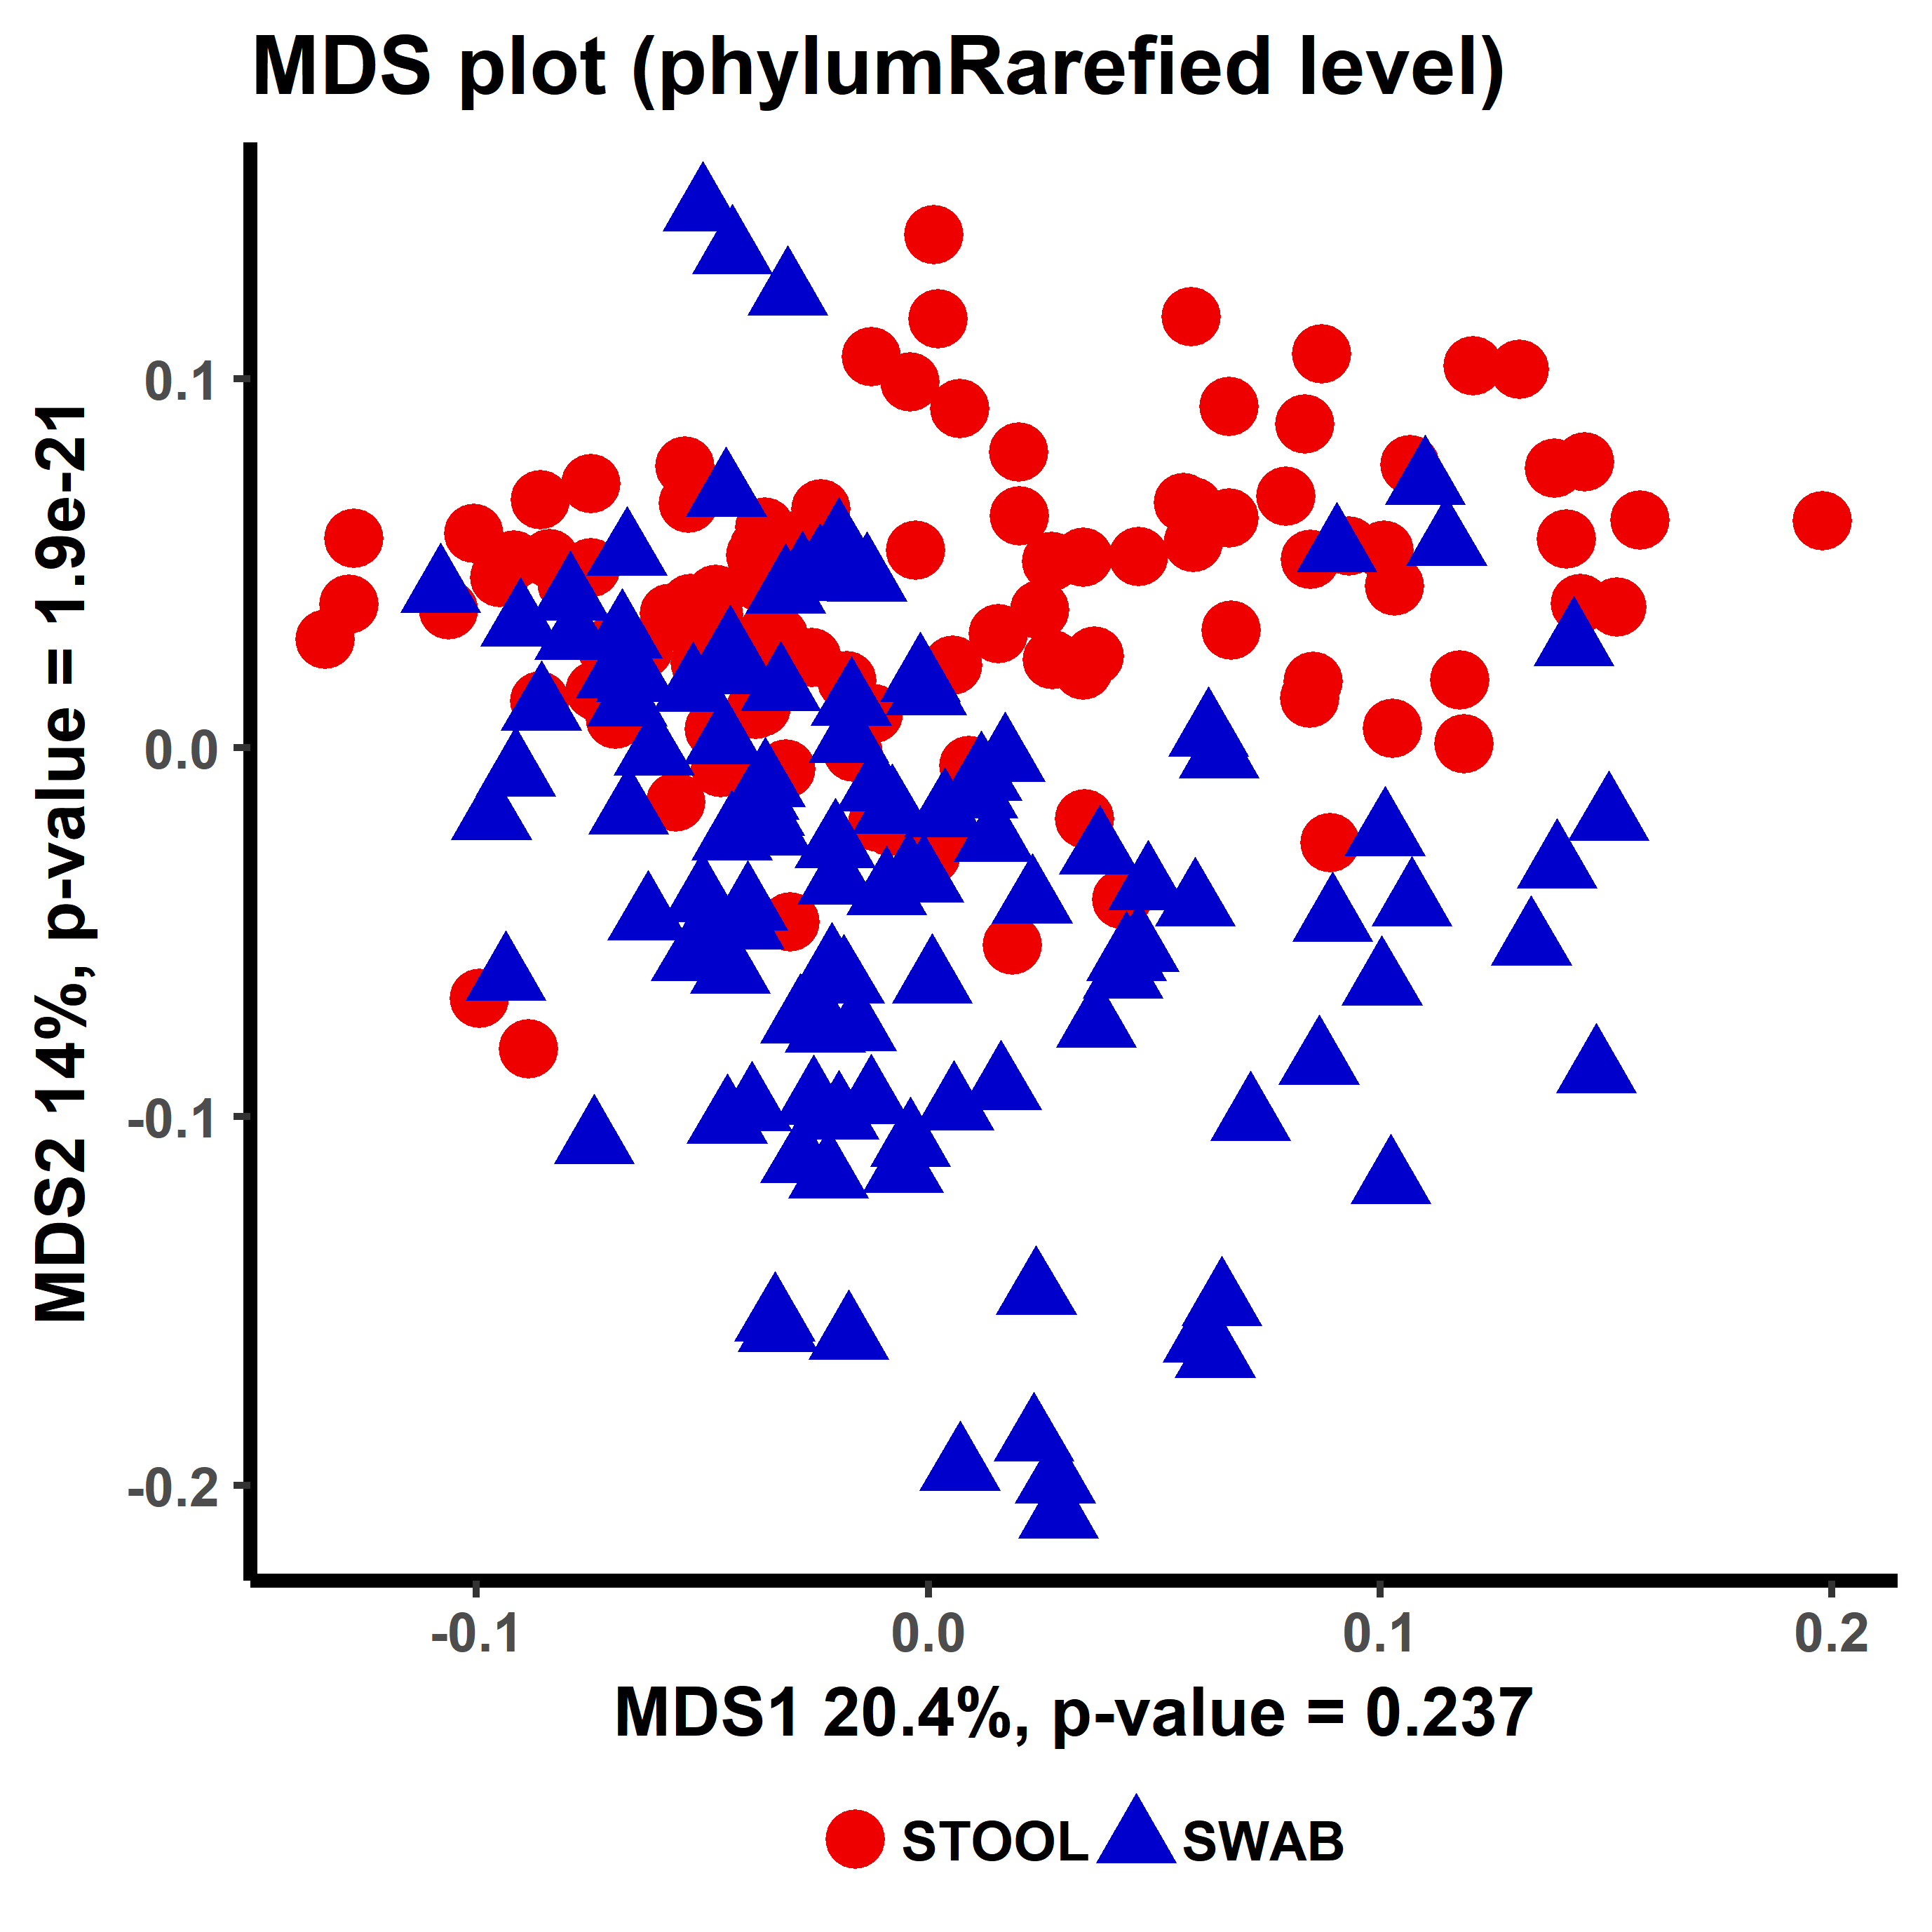 MDS plot (phylumRarefied level)
MDS2 14%, p-value = 1.9e-21
0.1
0.0
-0.1
-0.2
-0.1
0.0
0.1
0.2
MDS1 20.4%, p-value = 0.237
STOOL
SWAB